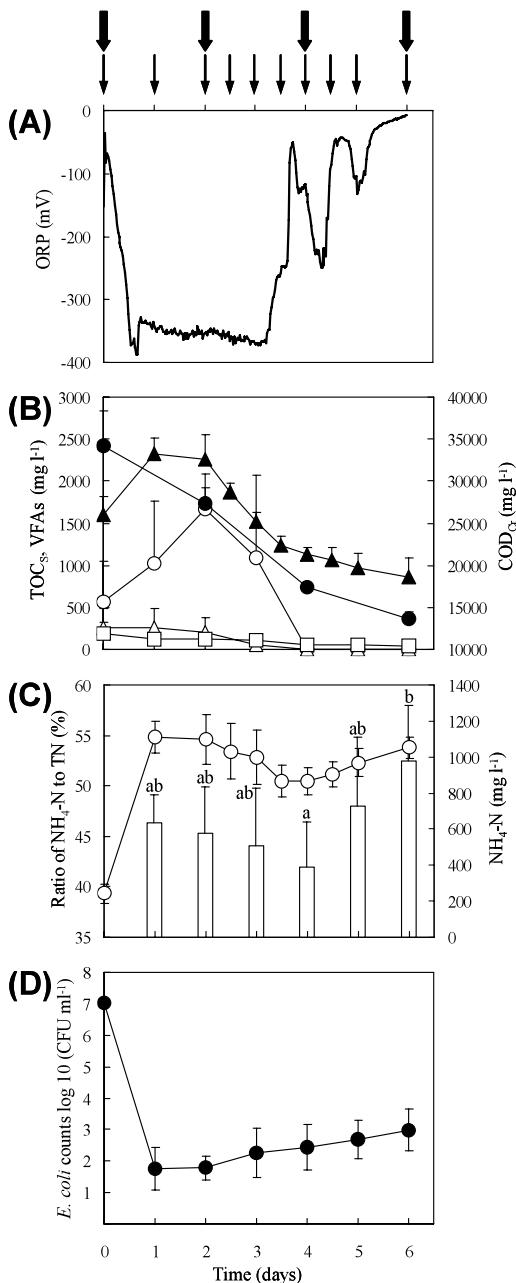 (A)
0
-100
-200
-300
-400
ORP (mV)
(B)
3000
2500
2000
1500
1000
500
0
TOCS, VFAs (mg l-1)
40000
35000
30000
25000
20000
15000
10000
CODCr (mg l-1)
(C)
60
55
50
45
40
35
Ratio of NH4-N to TN (%)
ab
ab
ab
a
ab
b
1400
1200
1000
800
600
400
200
0
NH4-N (mg l-1)
(D)
8
7
6
5
4
3
2
1
E. coli counts log 10 (CFU ml-1)
0 1 2 3 4 5 6
Time (days)